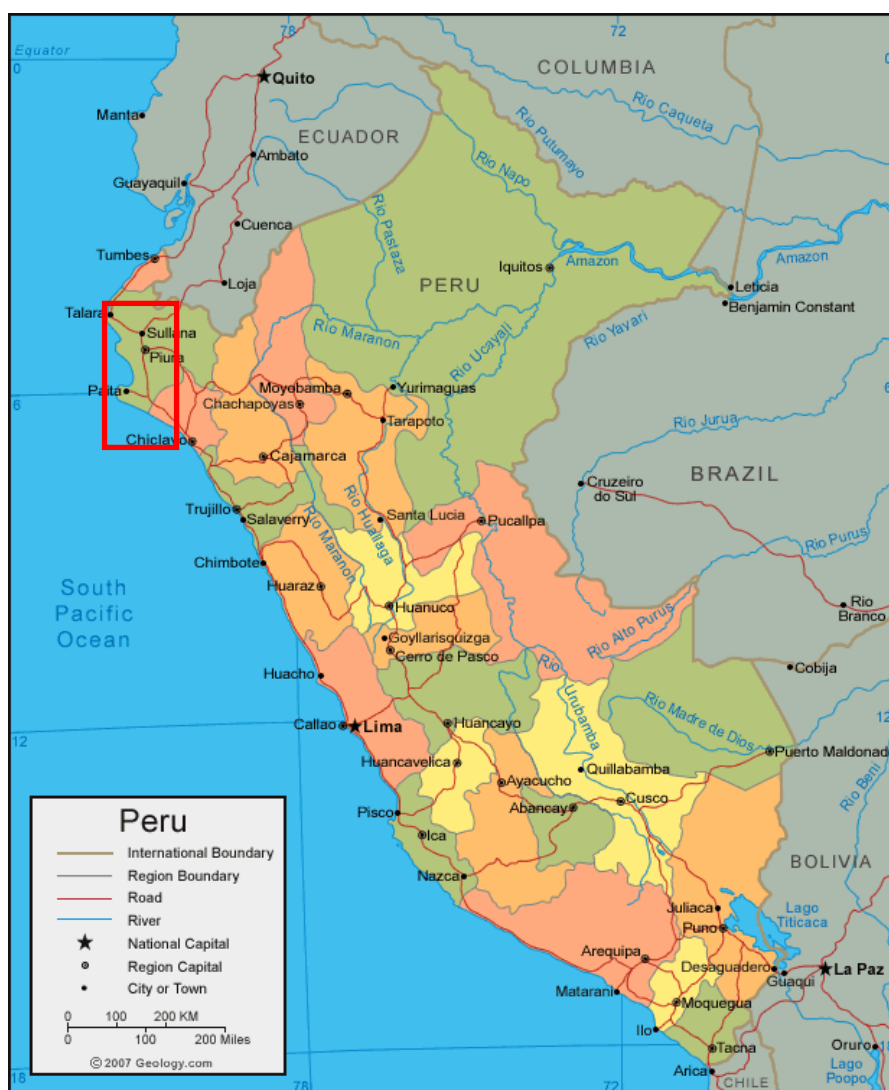 78
72
Equator
0
0
COLUMBIA
Quito
Rio Caqueta
Rio Putumayo
Manta
ECUADOR
Ambato
Rio Napo
Guayaquil
Rio Pastaza
Cuenca
Tumbes
Iquitos
Amazon
Amazon
Loja
PERU
Leticia
Benjamin Constant
Talara
Rio Maranon
Rio Ucayali
Rio Yavari
Sullana
Piura
Paita
6
6
Moyobamba
Yurimaguas
Chachapoyas
Tarapoto
Rio Jurua
Chiclayo
Cajamarca
BRAZIL
Cruzeiro
do Sul
Trujillo
Salaverry
Rio Maranon
Rio Huallaga
Santa Lucia
Pucallpa
Rio Purus
Chimbote
South
Pacific
Ocean
Huaraz
Huanuco
Rio
Branco
Rio Alto Purus
Goyllarisquizga
Cerro de Pasco
Rio
Urubamba
Huacho
Cobija
Rio Madre de Dios
Callao
Lima
Huancayo
12
12
Puerto Maldonado
Huancavelica
Ayacucho
Quillabamba
Rio Beni
Abancay
Cusco
Pisco
Ica
BOLIVIA
Nazca
Juliaca
Lago
Titicaca
Puno
Arequipa
Desaguadero
Guaqui
La Paz
Matarani
Moquegua
Ilo
Tacna
Oruro
18
18
Arica
CHILE
Lago
Poopo
78
72
Peru
International Boundary
Region Boundary
Road
River
National Capital
Region Capital
City or Town
0 100 200 KM
0 100 200 Miles
© 2007 Geology.com